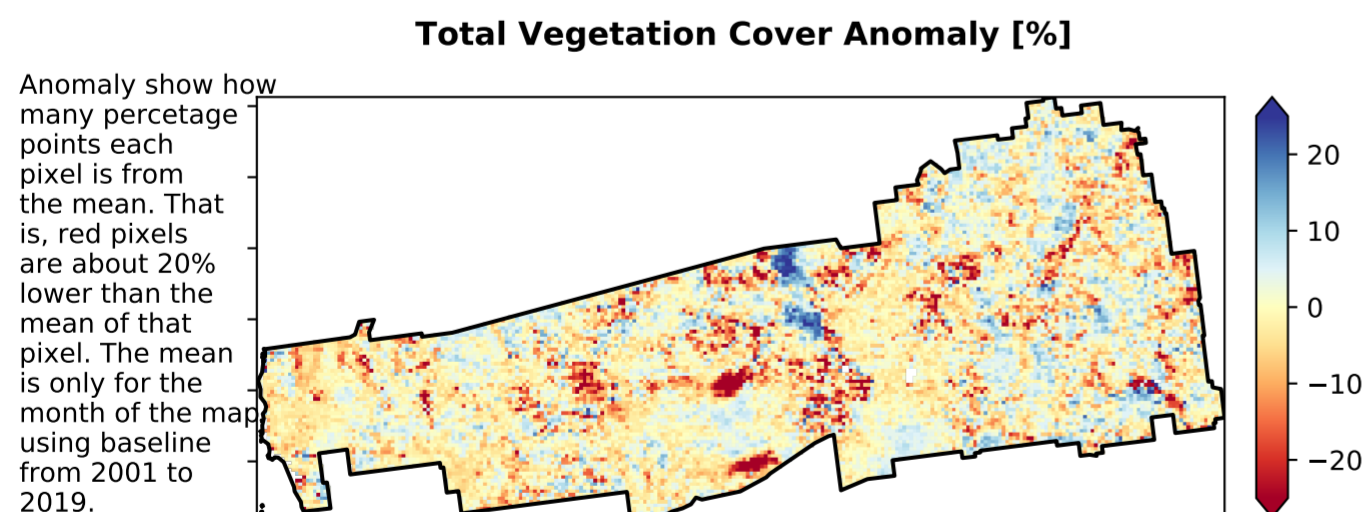 Total Vegetation Cover Anomaly [%]
Anomaly show how
many percetage
points each
pixel is from
the mean. That
is, red pixels
are about 20%
lower than the
mean of that
pixel. The mean
is only for the
month of the map
using baseline
from 2001 to
2019.
20
10
0
−10
−20